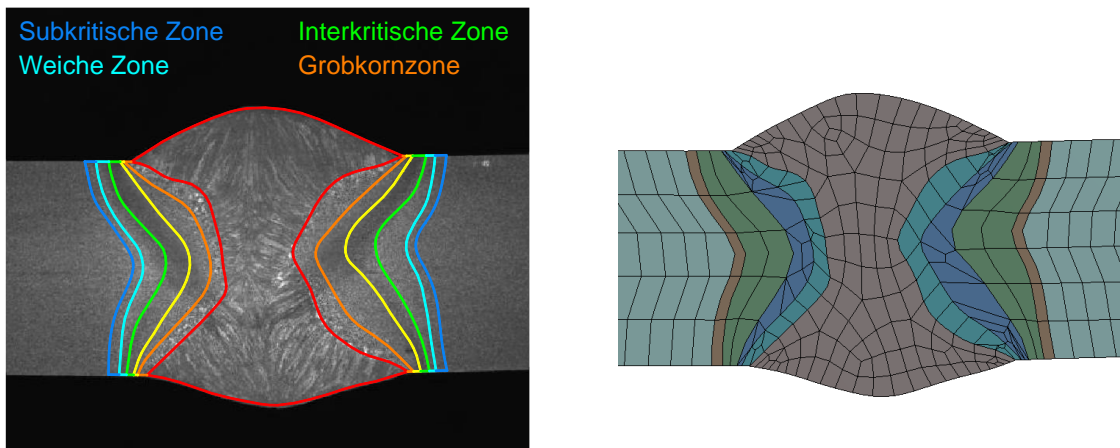 Subkritische Zone
Interkritische Zone
Weiche Zone
Grobkornzone